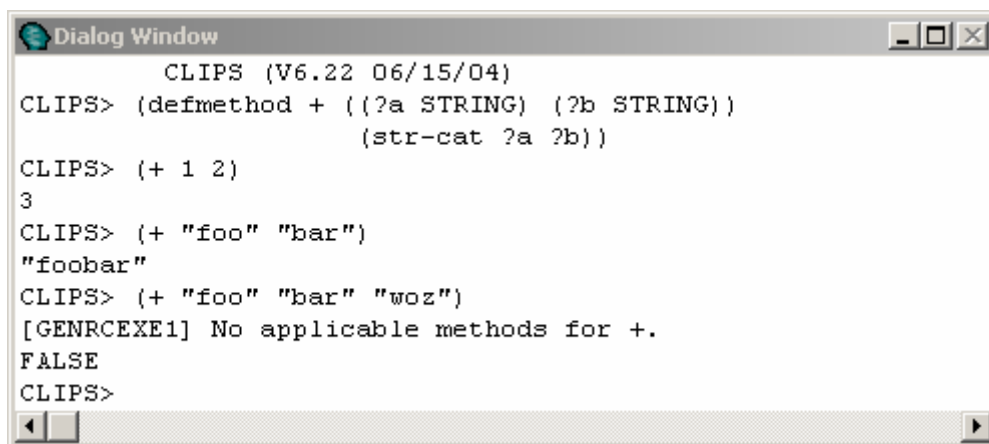 Dialog Window
CLIPS (V6.22 06/15/04)
CLIPS> (defmethod + ((?a STRING) (?b STRING))
(str-cat ?a ?b))
CLIPS> (+ 1 2)
3
CLIPS> (+ "foo" "bar")
"foobar"
CLIPS> (+ "foo" "bar" "woz")
[GENRCEXE1] No applicable methods for +.
FALSE
CLIPS>